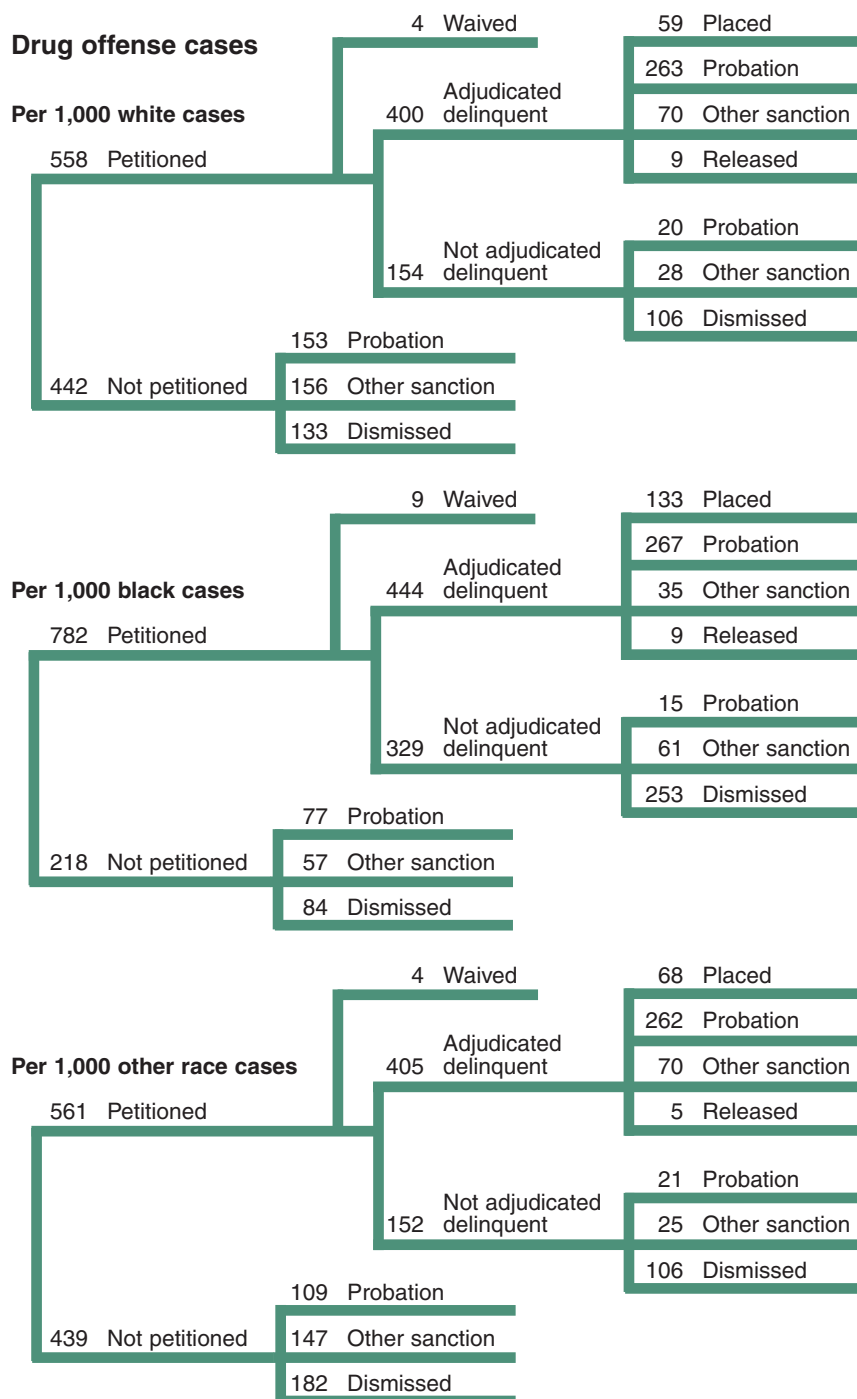 Drug offense cases
Per 1,000 white cases
558 Petitioned
4 Waived
400 Adjudicated
delinquent
59 Placed
263 Probation
70 Other sanction
9 Released
154 Not adjudicated
delinquent
20 Probation
28 Other sanction
106 Dismissed
442 Not petitioned
153 Probation
156 Other sanction
133 Dismissed
Per 1,000 black cases
782 Petitioned
9 Waived
444 Adjudicated
delinquent
133 Placed
267 Probation
35 Other sanction
9 Released
329 Not adjudicated
delinquent
15 Probation
61 Other sanction
253 Dismissed
218 Not petitioned
77 Probation
57 Other sanction
84 Dismissed
Per 1,000 other race cases
561 Petitioned
4 Waived
405 Adjudicated
delinquent
68 Placed
262 Probation
70 Other sanction
5 Released
152 Not adjudicated
delinquent
21 Probation
25 Other sanction
106 Dismissed
439 Not petitioned
109 Probation
147 Other sanction
182 Dismissed